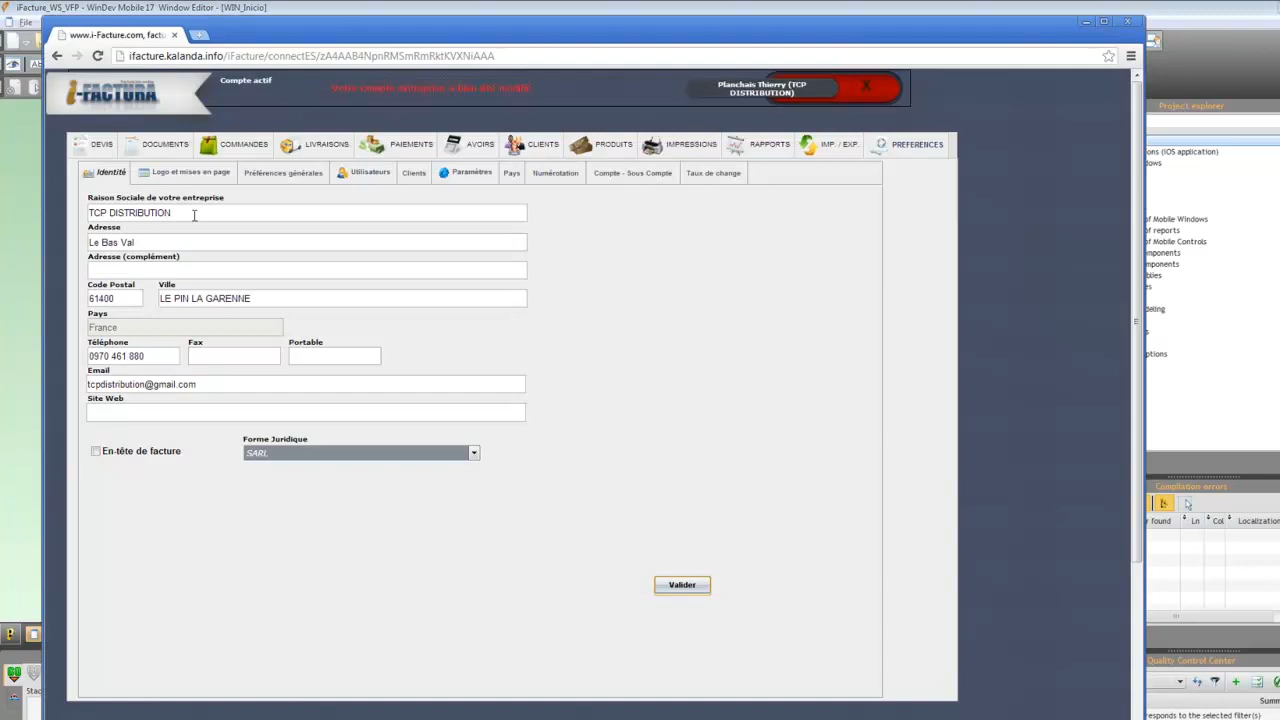 iFacture_WS_VFP - WinDev Mobile 17 Window Editor - [WIN_Inicio]
File
www.i-Facture.com, factu
ifacture.kalanda.info/iFacture/connectES/zA4AAB4NpnRMSmRmRktKVXNiAAA
i-FACTURA
Compte actif
Votre compte entreprise a bien été modifié
Planchais Thierry (TCP
DISTRIBUTION)
X
DEVIS DOCUMENTS COMMANDES LIVRAISONS PAIEMENTS AVOIRS CLIENTS PRODUITS IMPRESSIONS RAPPORTS IMP. / EXP. PREFERENCES
Identité Logo et mises en page Préférences générales Utilisateurs Clients Paramètres Pays Numérotation Compte - Sous Compte Taux de change
Raison Sociale de votre entreprise
TCP DISTRIBUTION
Adresse
Le Bas Val
Adresse (complément)
Code Postal Ville
61400 LE PIN LA GARENNE
Pays
France
Téléphone Fax Portable
0970 461 880
Email
tcpdistribution@gmail.com
Site Web
En-tête de facture
Forme Juridique
SARL
Valider
Project explorer
ons (IOS application)
dows
of Mobile Windows
of reports
of Mobile Controls
mponents
omponents
blies
es
deling
s
ptions
Compilation errors
r found Ln Col Localization
Quality Control Center
Summ
responds to the selected filter(s)
Stac